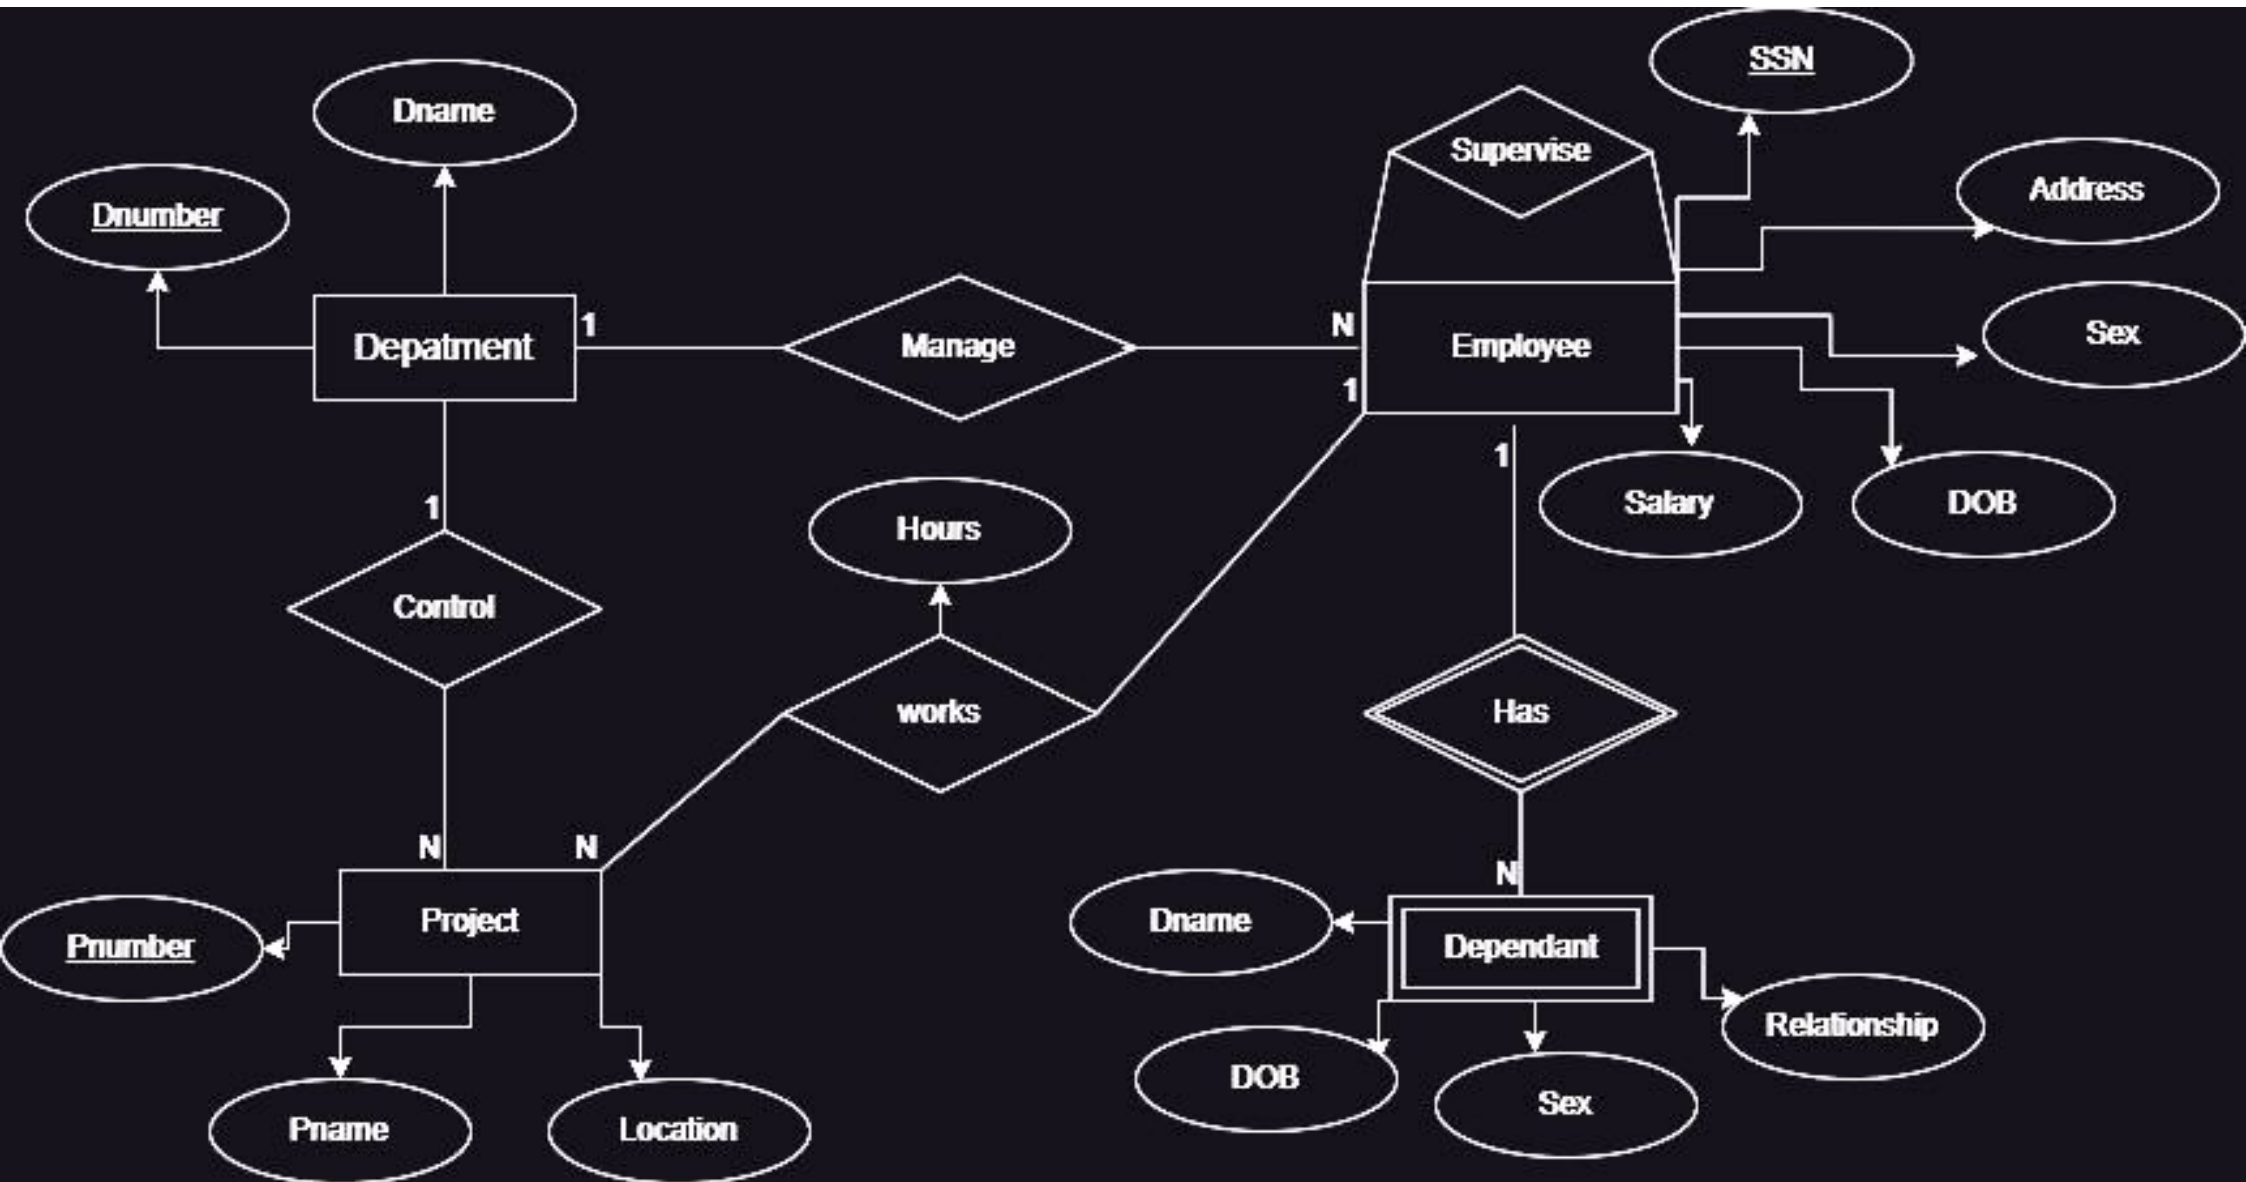 SSN
Dname
Supervise
Address
Dnumber
Depatment
1
Manage
N
Employee
Sex
1
1
1
Salary
DOB
Hours
Control
works
Has
N
N
N
Project
Dname
Dependant
Pnumber
Relationship
DOB
Sex
Pname
Location